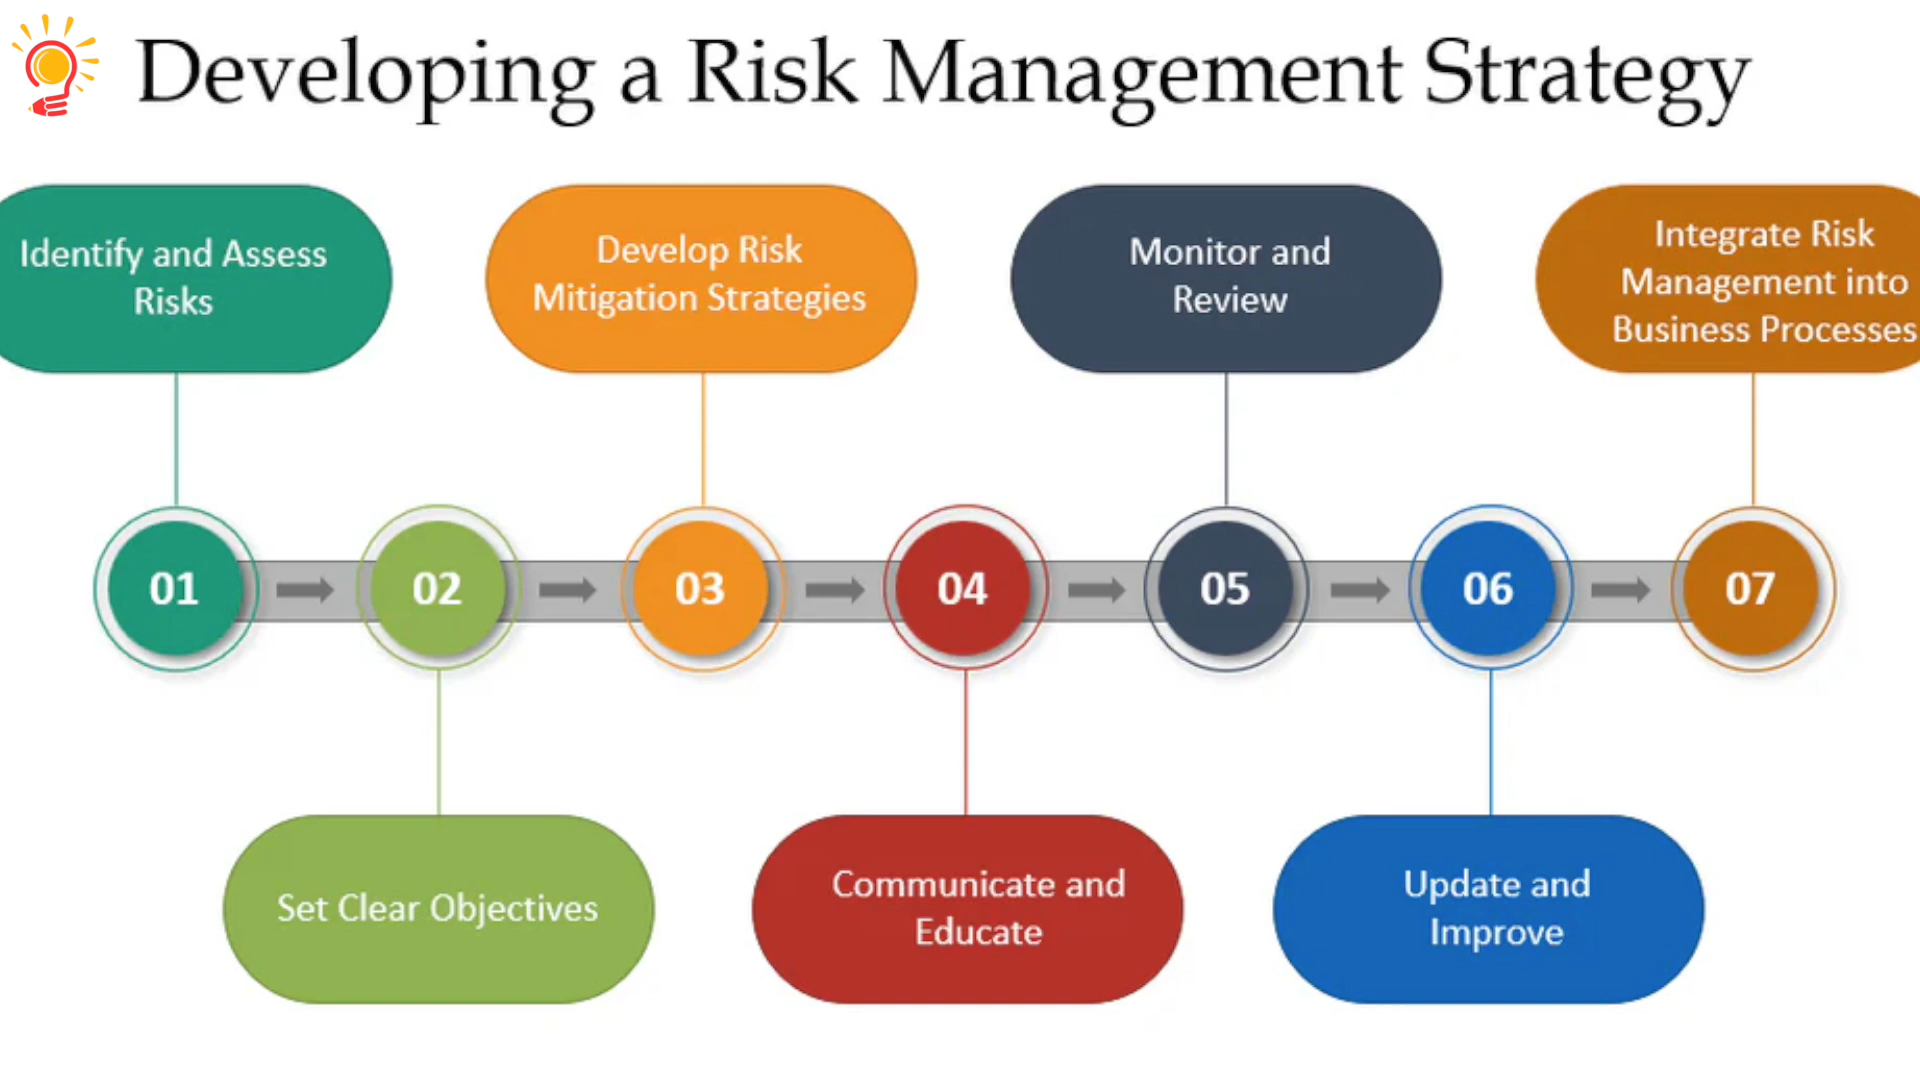 Developing a Risk Management Strategy
Identify and Assess
Risks
Develop Risk
Mitigation Strategies
Monitor and
Review
Integrate Risk
Management into
Business Processes
01
02
03
04
05
06
07
Set Clear Objectives
Communicate and
Educate
Update and
Improve